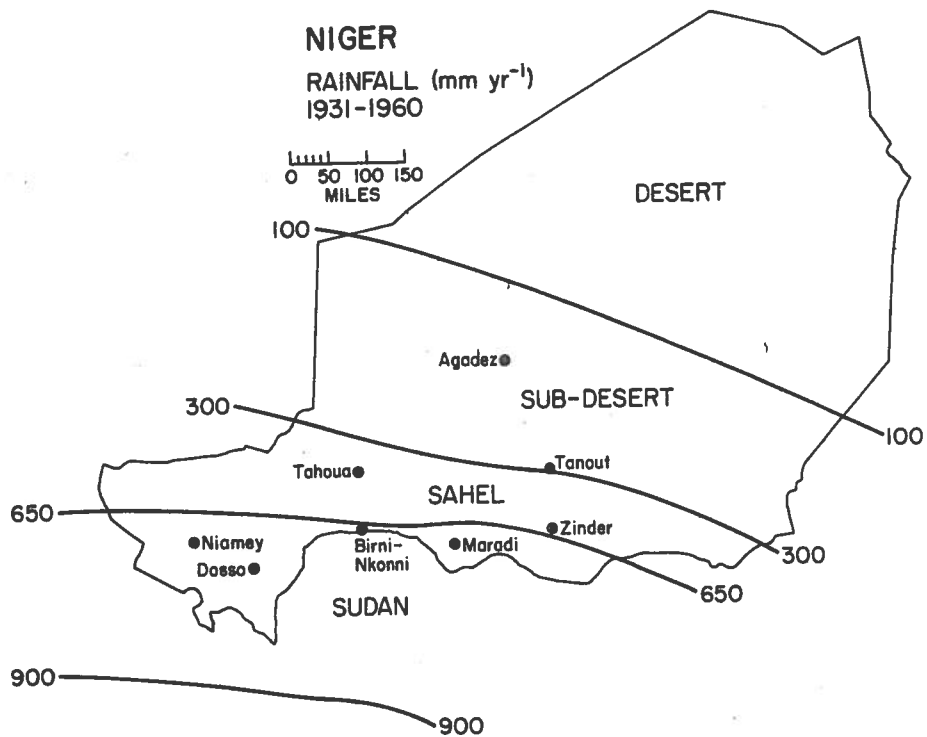 NIGER
RAINFALL (mm yr⁻¹)
1931-1960
0 50 100 150
MILES
DESERT
100
Agadez
SUB-DESERT
300
100
Tahoua
Tanout
SAHEL
650
Niamey
Birni-
Nkonni
Maradi
Zinder
300
Dosso
650
SUDAN
900
900